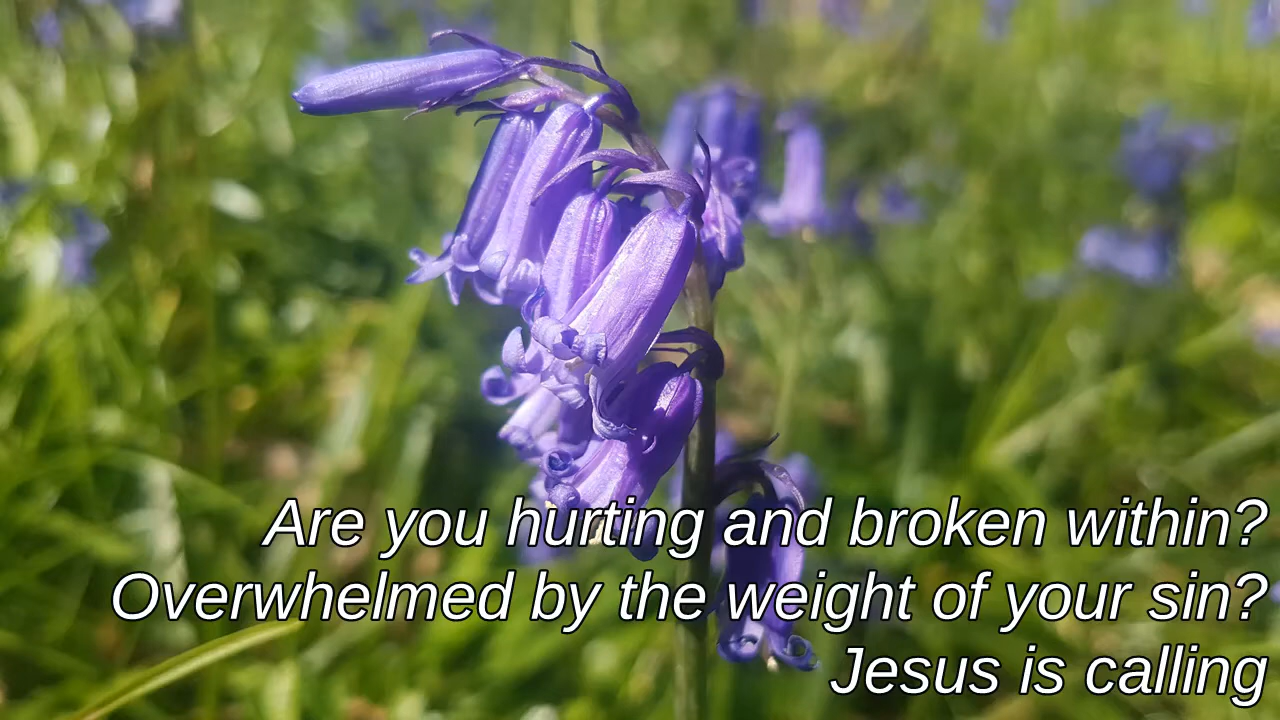 Are you hurting and broken within?
Overwhelmed by the weight of your sin?
Jesus is calling